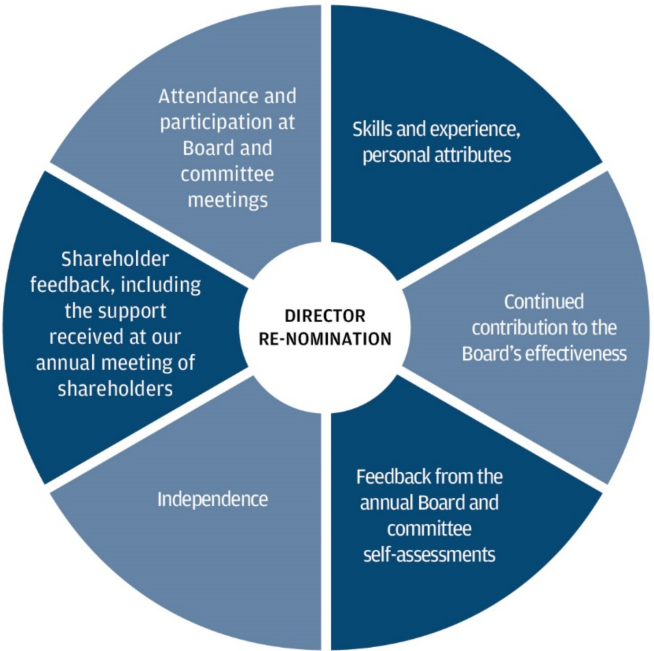 Attendance and
participation at
Board and
committee
meetings
Skills and experience,
personal attributes
Shareholder
feedback, including
the support
received at our
annual meeting of
shareholders
DIRECTOR
RE-NOMINATION
Continued
contribution to the
Board's effectiveness
Independence
Feedback from the
annual Board and
committee
self-assessments